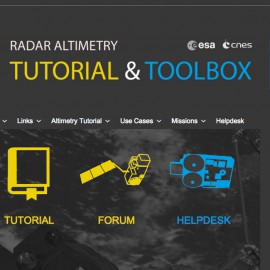 RADAR ALTIMETRY
esa
cnes
TUTORIAL & TOOLBOX
Links
Altimetry Tutorial
Use Cases
Missions
Helpdesk
TUTORIAL
FORUM
HELPDESK